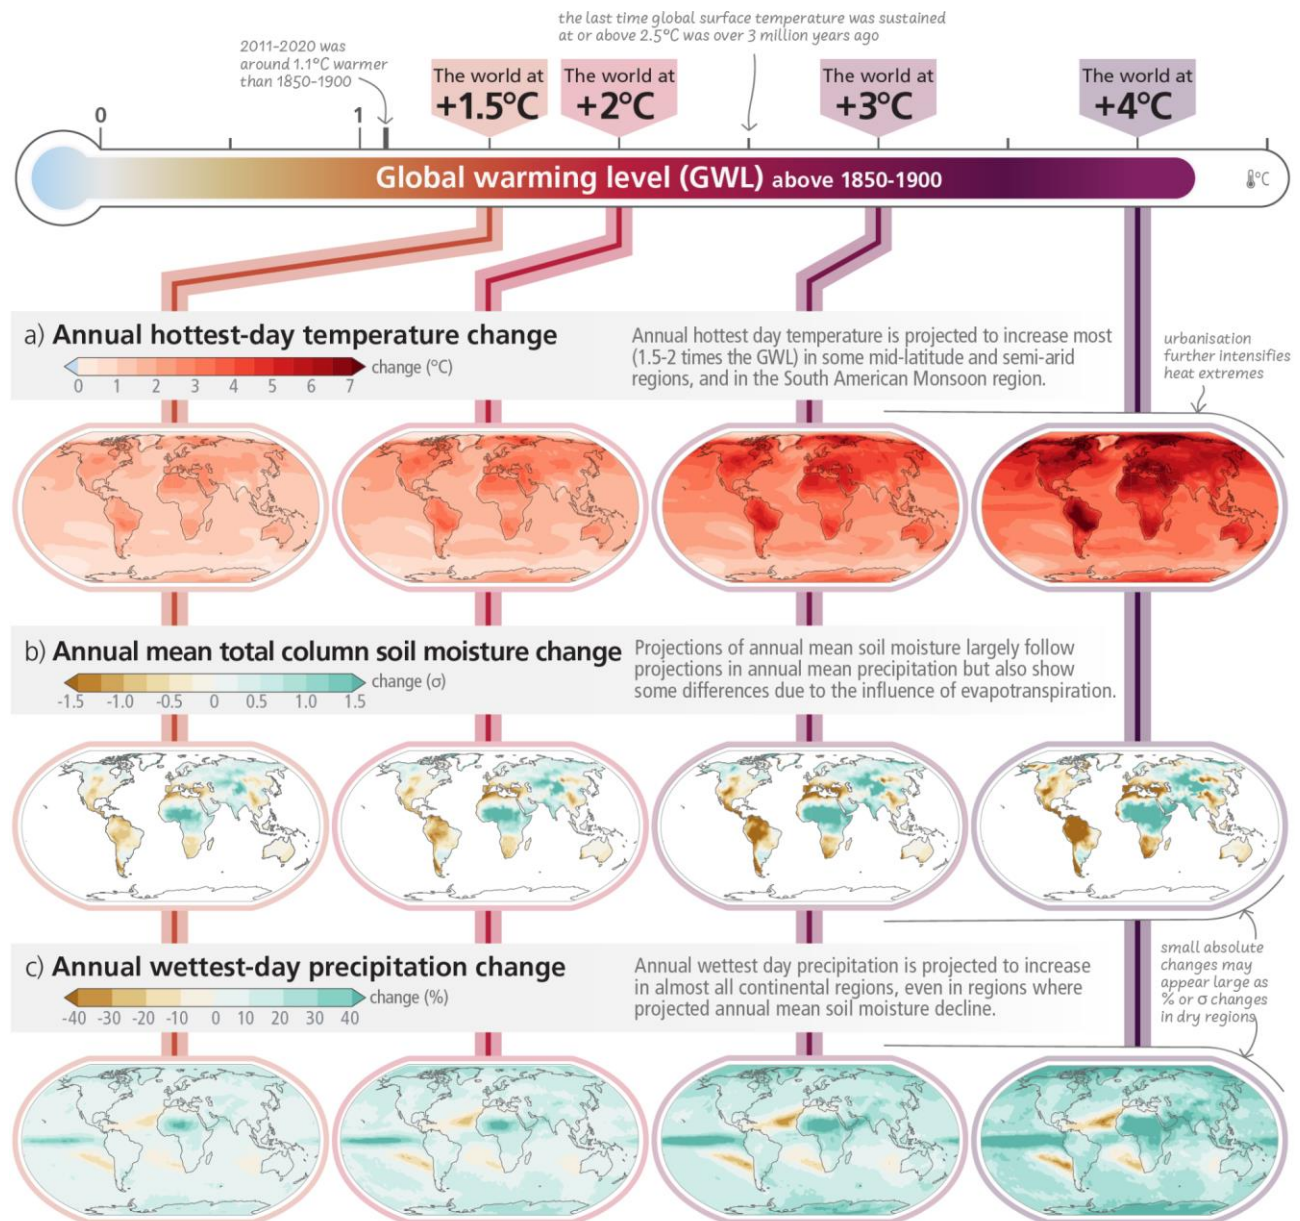 the last time global surface temperature was sustained
at or above 2.5°C was over 3 million years ago
2011-2020 was
around 1.1°C warmer
than 1850-1900
The world at
+1.5°C
The world at
+2°C
The world at
+3°C
The world at
+4°C
0
1
Global warming level (GWL) above 1850-1900
°C
a) Annual hottest-day temperature change
change (°C)
0 1 2 3 4 5 6 7
Annual hottest day temperature is projected to increase most
(1.5-2 times the GWL) in some mid-latitude and semi-arid
regions, and in the South American Monsoon region.
urbanisation
further intensifies
heat extremes
b) Annual mean total column soil moisture change
change (σ)
-1.5 -1.0 -0.5 0 0.5 1.0 1.5
Projections of annual mean soil moisture largely follow
projections in annual mean precipitation but also show
some differences due to the influence of evapotranspiration.
c) Annual wettest-day precipitation change
change (%)
-40 -30 -20 -10 0 10 20 30 40
Annual wettest day precipitation is projected to increase
in almost all continental regions, even in regions where
projected annual mean soil moisture decline.
small absolute
changes may
appear large as
% or σ changes
in dry regions